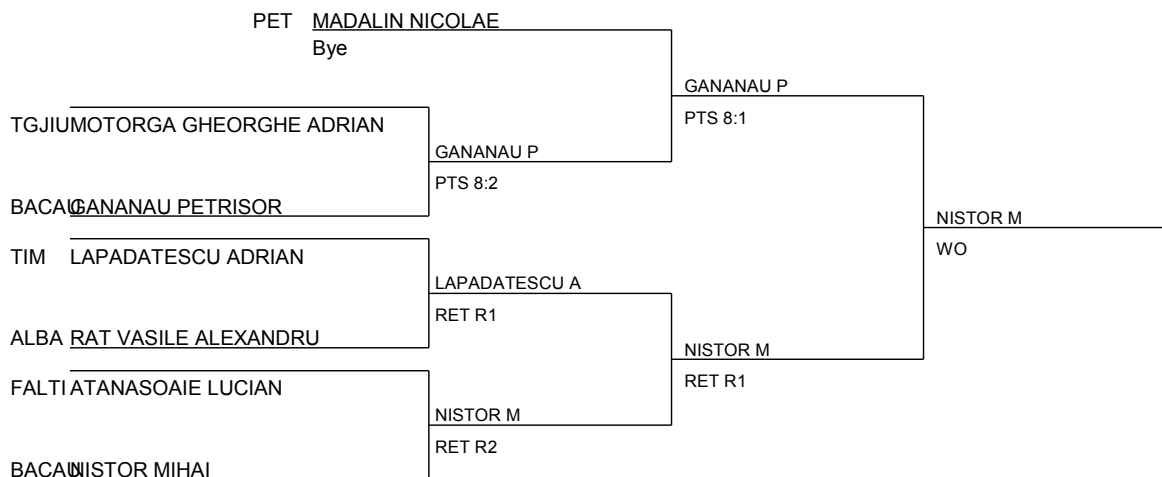 PET MADALIN NICOLAE
Bye
GANANAU P
PTS 8:1
TGJIU MOTORGA GHEORGHE ADRIAN
GANANAU P
PTS 8:2
BACAU GANANAU PETRISOR
NISTOR M
WO
TIM LAPADATESCU ADRIAN
LAPADATESCU A
RET R1
ALBA RAT VASILE ALEXANDRU
NISTOR M
RET R1
FALTI ATANASOAIE LUCIAN
NISTOR M
RET R2
BACAU NISTOR MIHAI